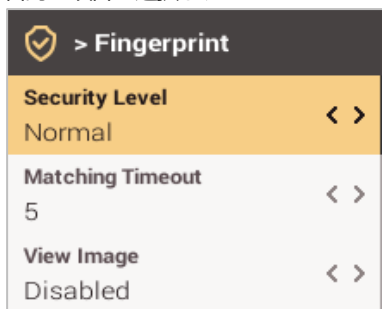 > Fingerprint
Security Level
Normal
Matching Timeout
5
View Image
Disabled